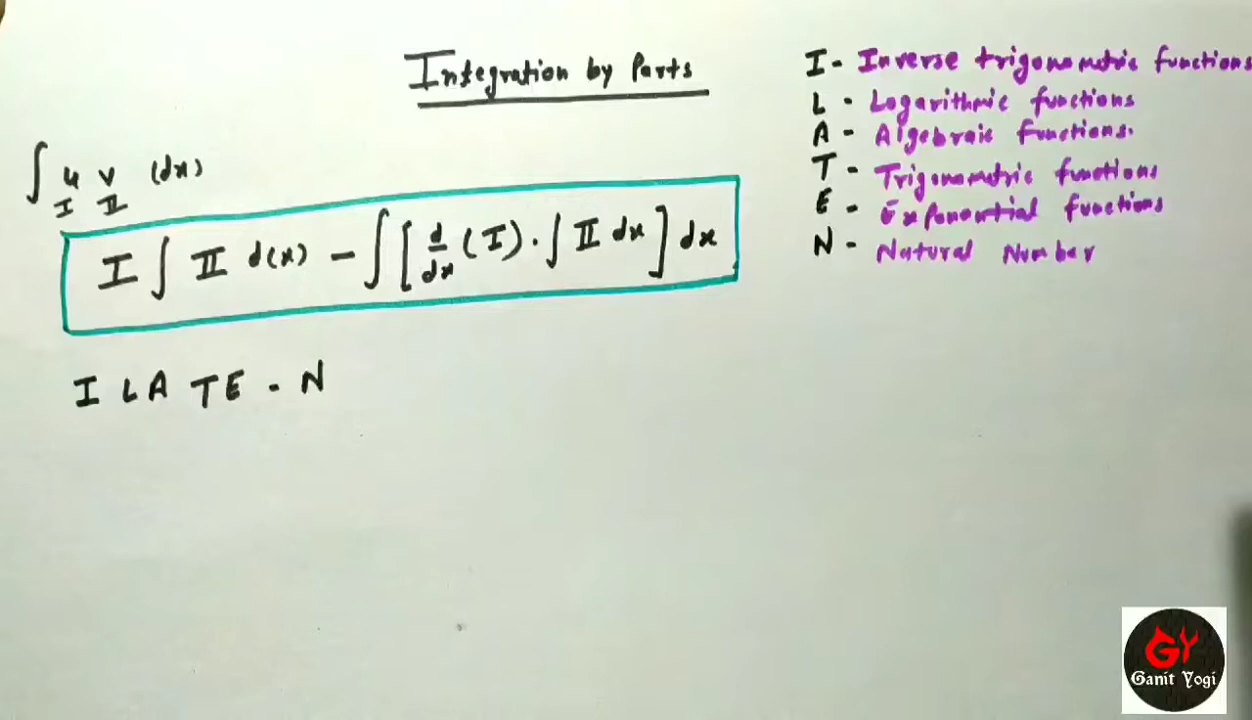 Integration by Parts
∫ u v (dx)
I II
I ∫ II d(x) - ∫ [ d/dx (I) . ∫ II dx ] dx
I L A T E - N
I - Inverse trigonometric functions
L - Logarithmic functions
A - Algebraic functions.
T - Trigonometric functions
E - Exponential functions
N - Natural Number
GY
Ganit Yogi